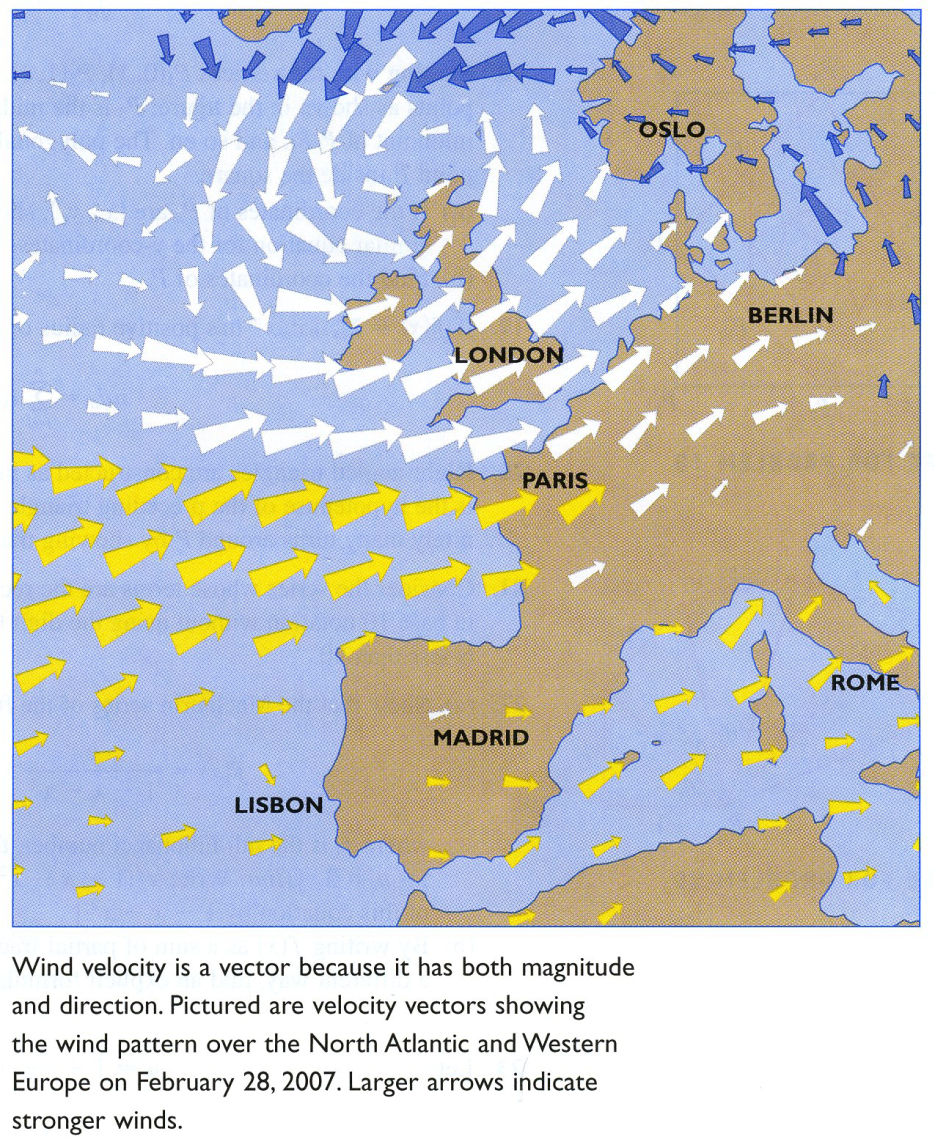 OSLO
BERLIN
LONDON
PARIS
ROME
MADRID
LISBON
Wind velocity is a vector because it has both magnitude
and direction. Pictured are velocity vectors showing
the wind pattern over the North Atlantic and Western
Europe on February 28, 2007. Larger arrows indicate
stronger winds.